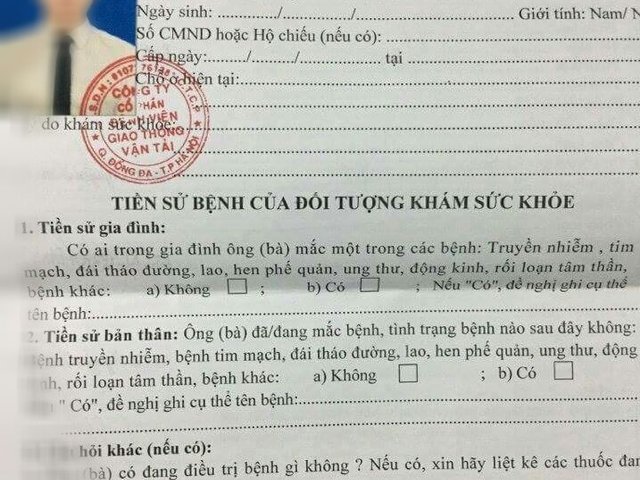 Ngày sinh: ............/............/............ Giới tính: Nam/ N
Số CMND hoặc Hộ chiếu (nếu có): ............
Cấp ngày:......../......../............ tại ............
Chỗ ở hiện tại:............
do khám sức khỏe:............
CÔNG TY
CỔ PHẦN
BỆNH VIỆN
GIAO THÔNG
VẬN TẢI
Q. ĐỐNG ĐA - T.P HÀ NỘI
TIỀN SỬ BỆNH CỦA ĐỐI TƯỢNG KHÁM SỨC KHỎE
1. Tiền sử gia đình:
Có ai trong gia đình ông (bà) mắc một trong các bệnh: Truyền nhiễm , tim
mạch, đái tháo đường, lao, hen phế quản, ung thư, động kinh, rối loạn tâm thần,
bệnh khác: a) Không ; b) Có ; Nếu "Có", đề nghị ghi cụ thể
tên bệnh:............
2. Tiền sử bản thân: Ông (bà) đã/đang mắc bệnh, tình trạng bệnh nào sau đây không:
Bệnh truyền nhiễm, bệnh tim mạch, đái tháo đường, lao, hen phế quản, ung thư, động
rối loạn tâm thần, bệnh khác: a) Không ; b) Có
" Có", đề nghị ghi cụ thể tên bệnh:............
hỏi khác (nếu có):
(bà) có đang điều trị bệnh gì không ? Nếu có, xin hãy liệt kê các thuốc đan